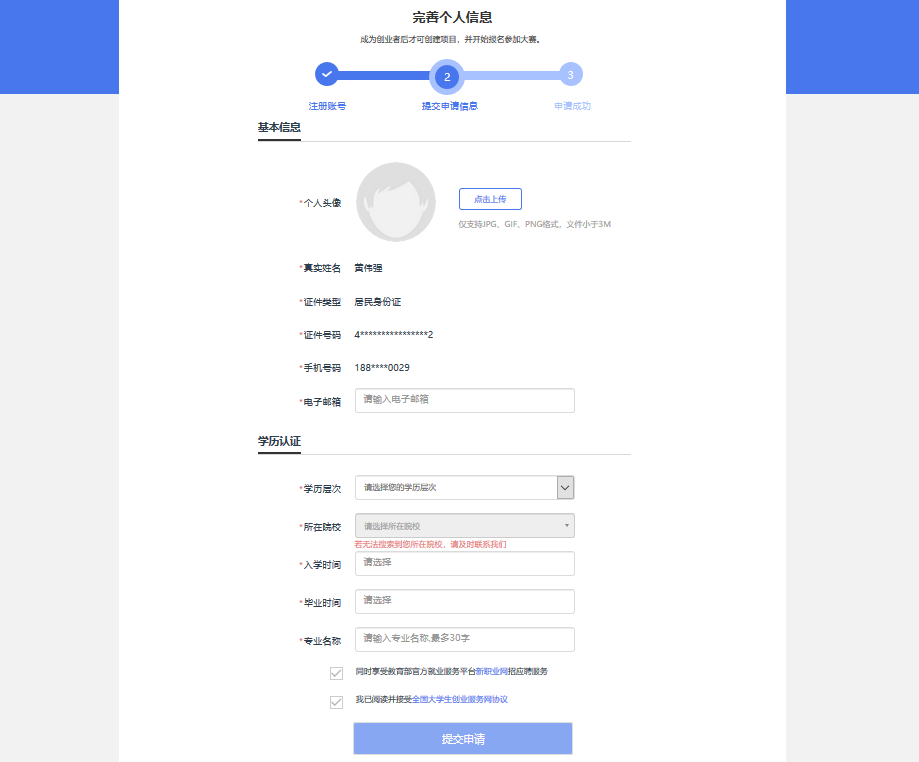 完善个人信息
成为创业者后才可创建项目，并开始报名参加大赛。
2
3
注册账号
提交申请信息
申请成功
基本信息
*个人头像
点击上传
仅支持JPG、GIF、PNG格式，文件小于3M
*真实姓名 黄伟强
*证件类型 居民身份证
*证件号码 4****************2
*手机号码 188****0029
*电子邮箱 请输入电子邮箱
学历认证
*学历层次 请选择您的学历层次
*所在院校 请选择所在院校
若无法搜索到您所在院校，请及时联系我们
*入学时间 请选择
*毕业时间 请选择
*专业名称 请输入专业名称,最多30字
同时享受教育部官方就业服务平台新职业网招应聘服务
我已阅读并接受全国大学生创业服务网协议
提交申请